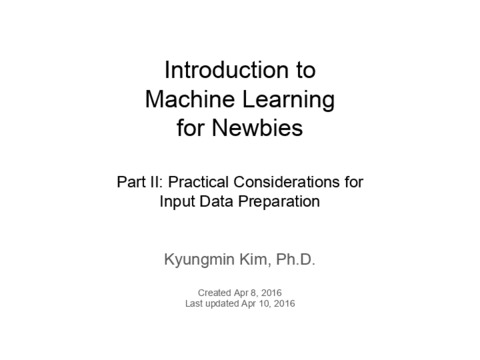 Introduction to
Machine Learning
for Newbies
Part II: Practical Considerations for
Input Data Preparation
Kyungmin Kim, Ph.D.
Created Apr 8, 2016
Last updated Apr 10, 2016